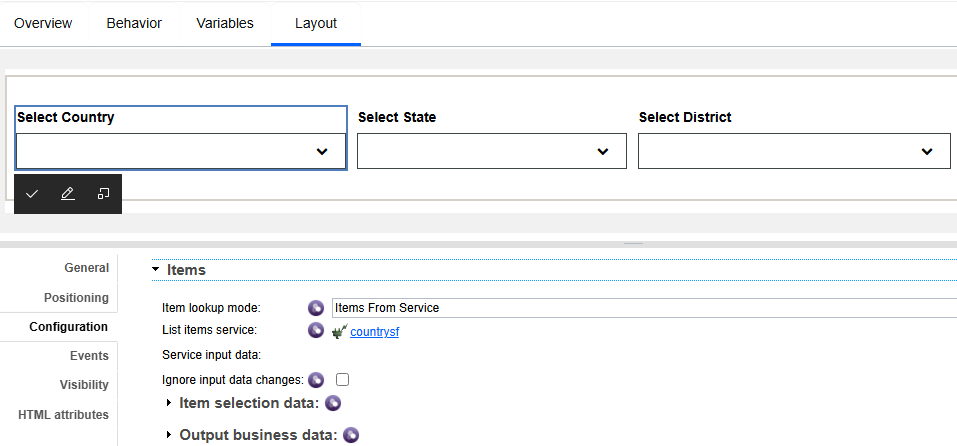 Overview Behavior Variables Layout
Select Country Select State Select District
General
Positioning
Configuration
Events
Visibility
HTML attributes
Items
Item lookup mode: Items From Service
List items service: countrysf
Service input data:
Ignore input data changes:
Item selection data:
Output business data: